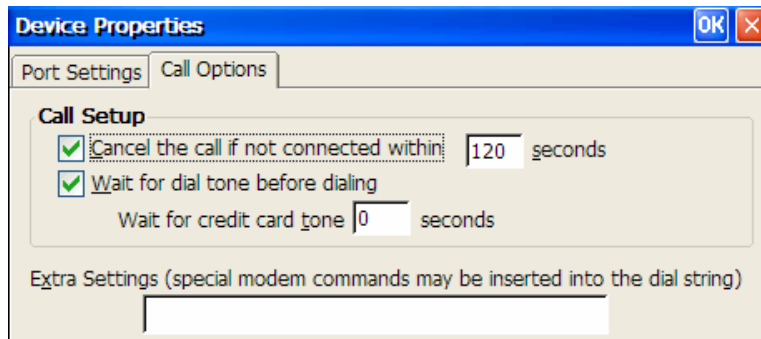 Device Properties OK
Port Settings Call Options
Call Setup
Cancel the call if not connected within 120 seconds
Wait for dial tone before dialing
Wait for credit card tone 0 seconds
Extra Settings (special modem commands may be inserted into the dial string)